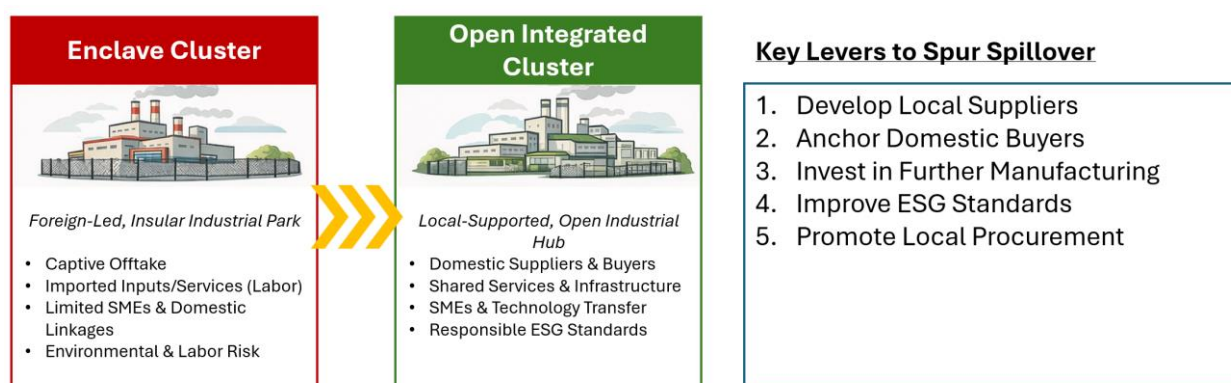 Enclave Cluster
Foreign-Led, Insular Industrial Park
• Captive Offtake
• Imported Inputs/Services (Labor)
• Limited SMEs & Domestic
Linkages
• Environmental & Labor Risk
Open Integrated
Cluster
Local-Supported, Open Industrial
Hub
• Domestic Suppliers & Buyers
• Shared Services & Infrastructure
• SMEs & Technology Transfer
• Responsible ESG Standards
Key Levers to Spur Spillover
1. Develop Local Suppliers
2. Anchor Domestic Buyers
3. Invest in Further Manufacturing
4. Improve ESG Standards
5. Promote Local Procurement